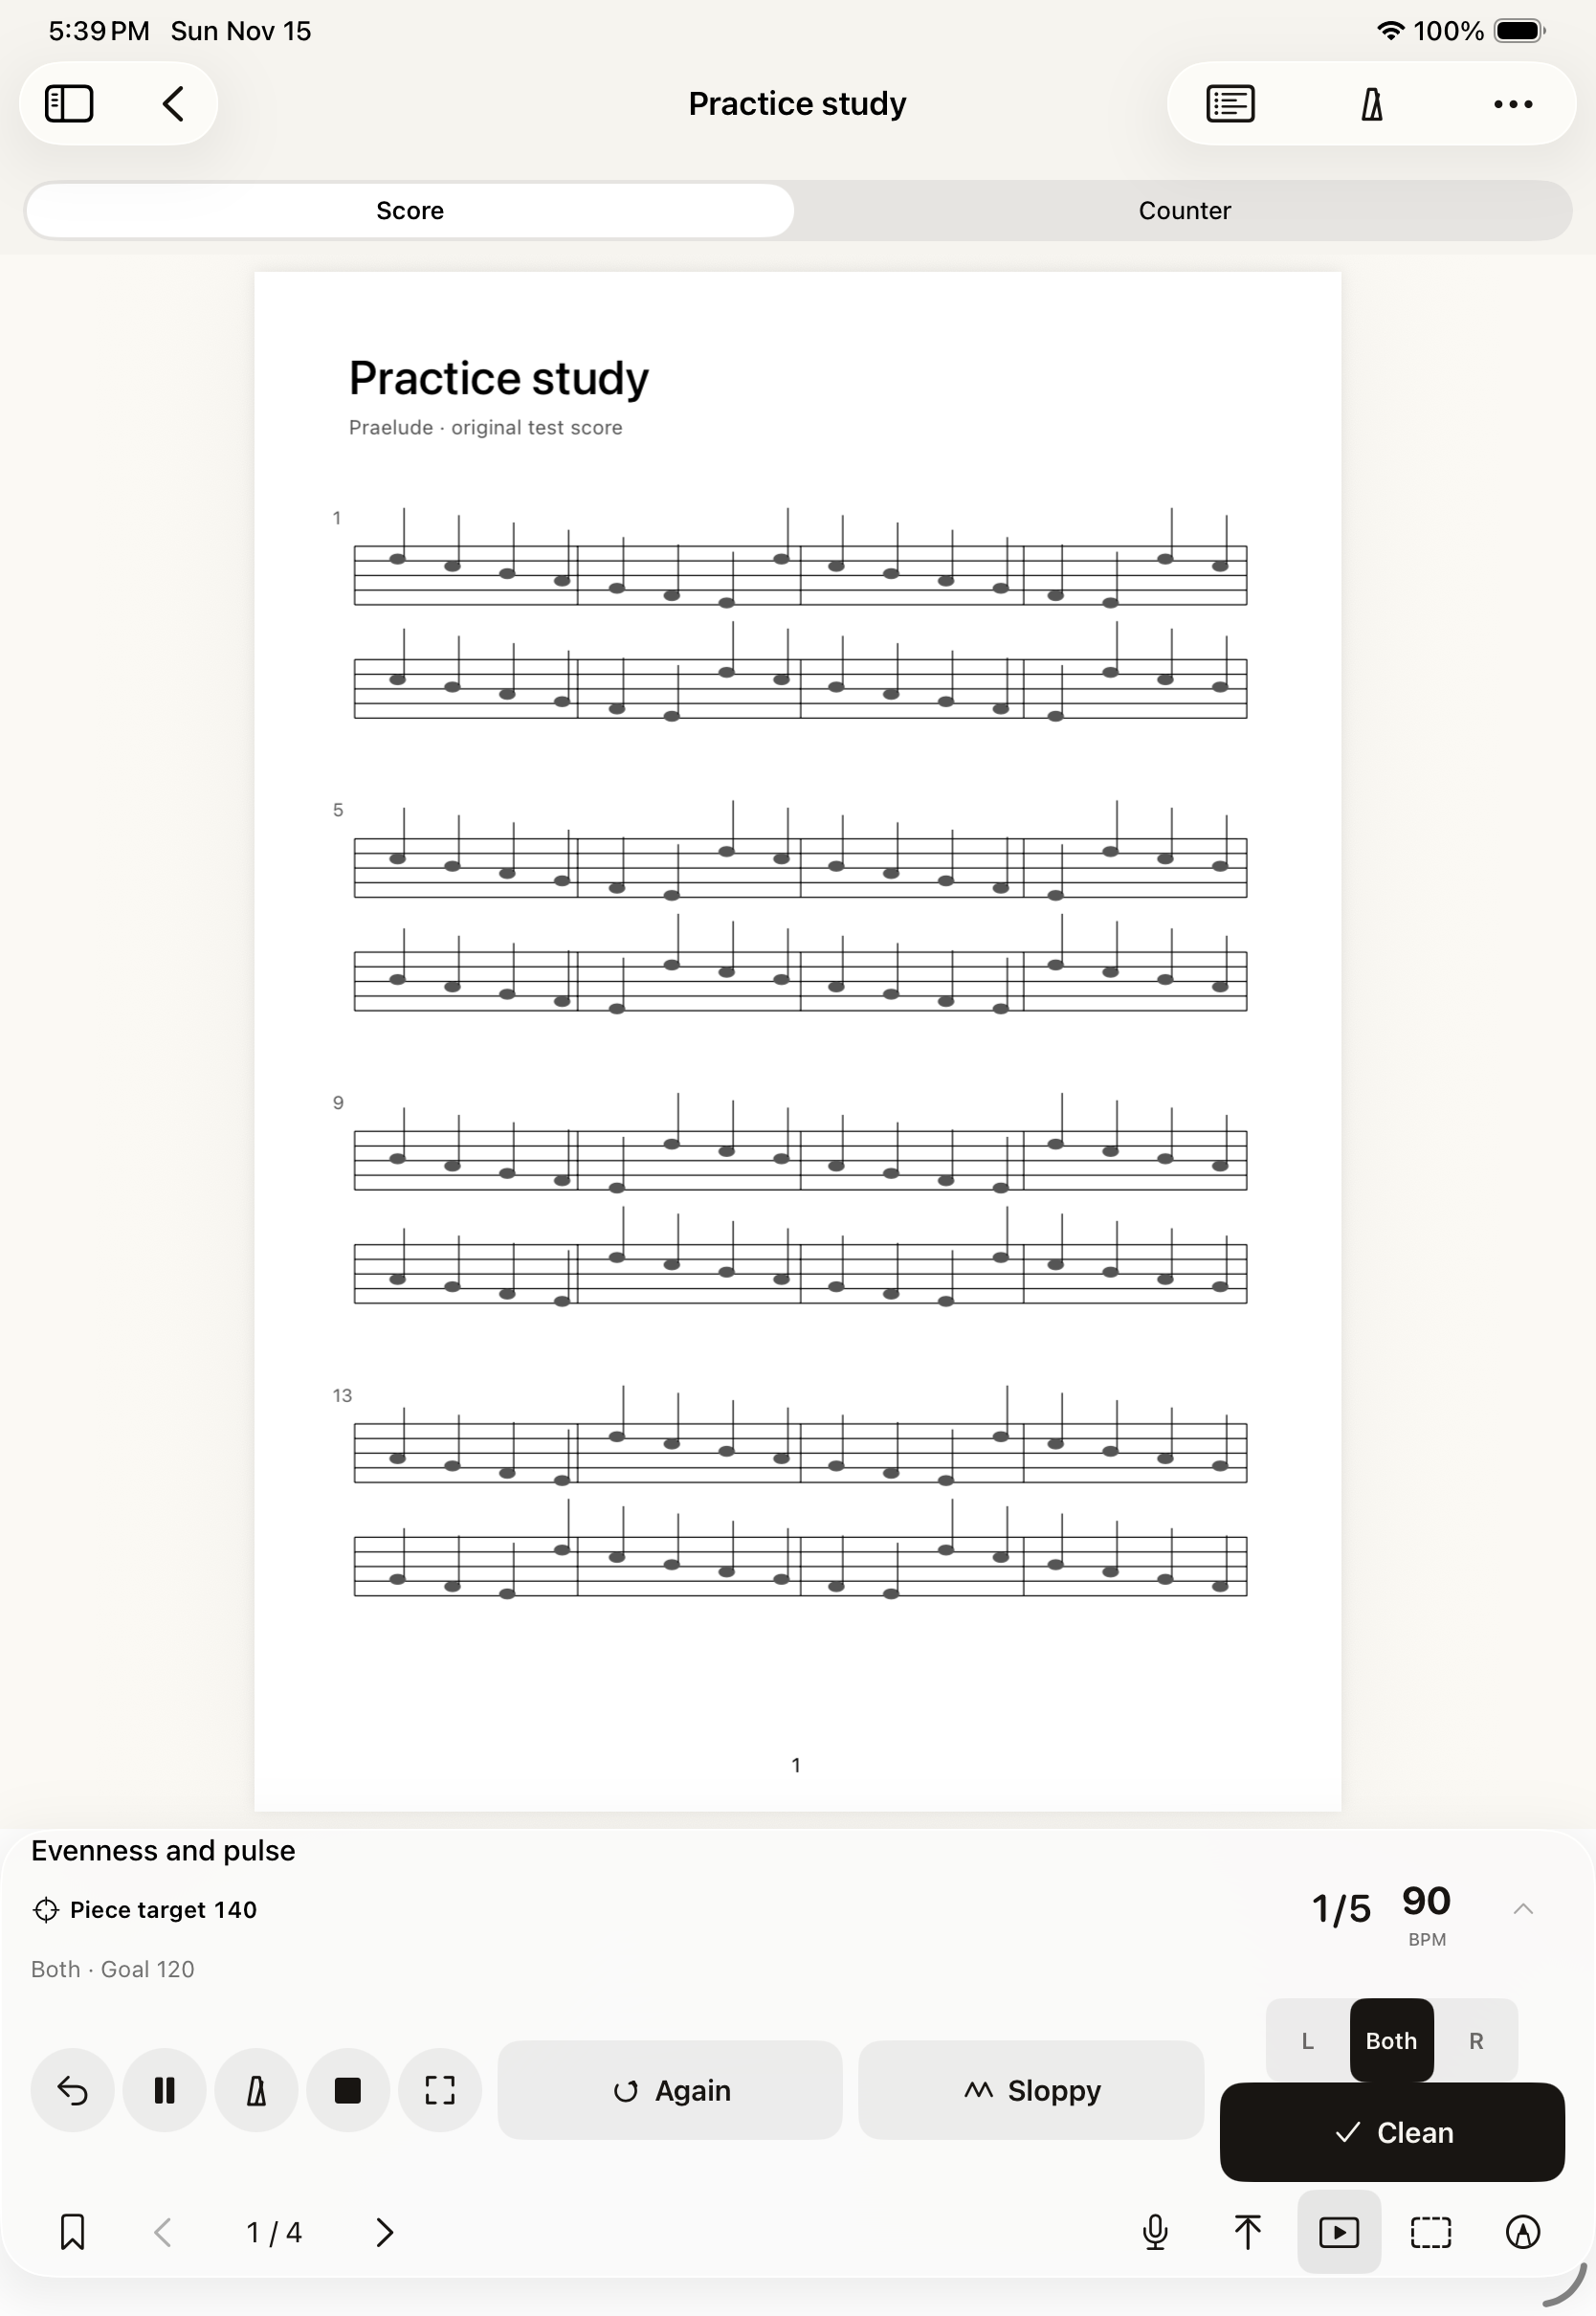 5:39 PM Sun Nov 15 100%
Practice study
Score Counter
Practice study
Praelude · original test score
1
5
9
13
1
Evenness and pulse
Piece target 140
1/5 90
BPM
Both · Goal 120
L Both R
Again Sloppy
Clean
1 / 4